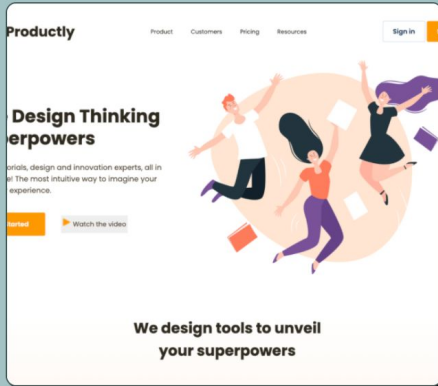 Productly
Product Customers Pricing Resources
Sign in
Design Thinking
erpowers
orials, design and innovation experts, all in
e! The most intuitive way to imagine your
experience.
tarted
Watch the video
We design tools to unveil
your superpowers